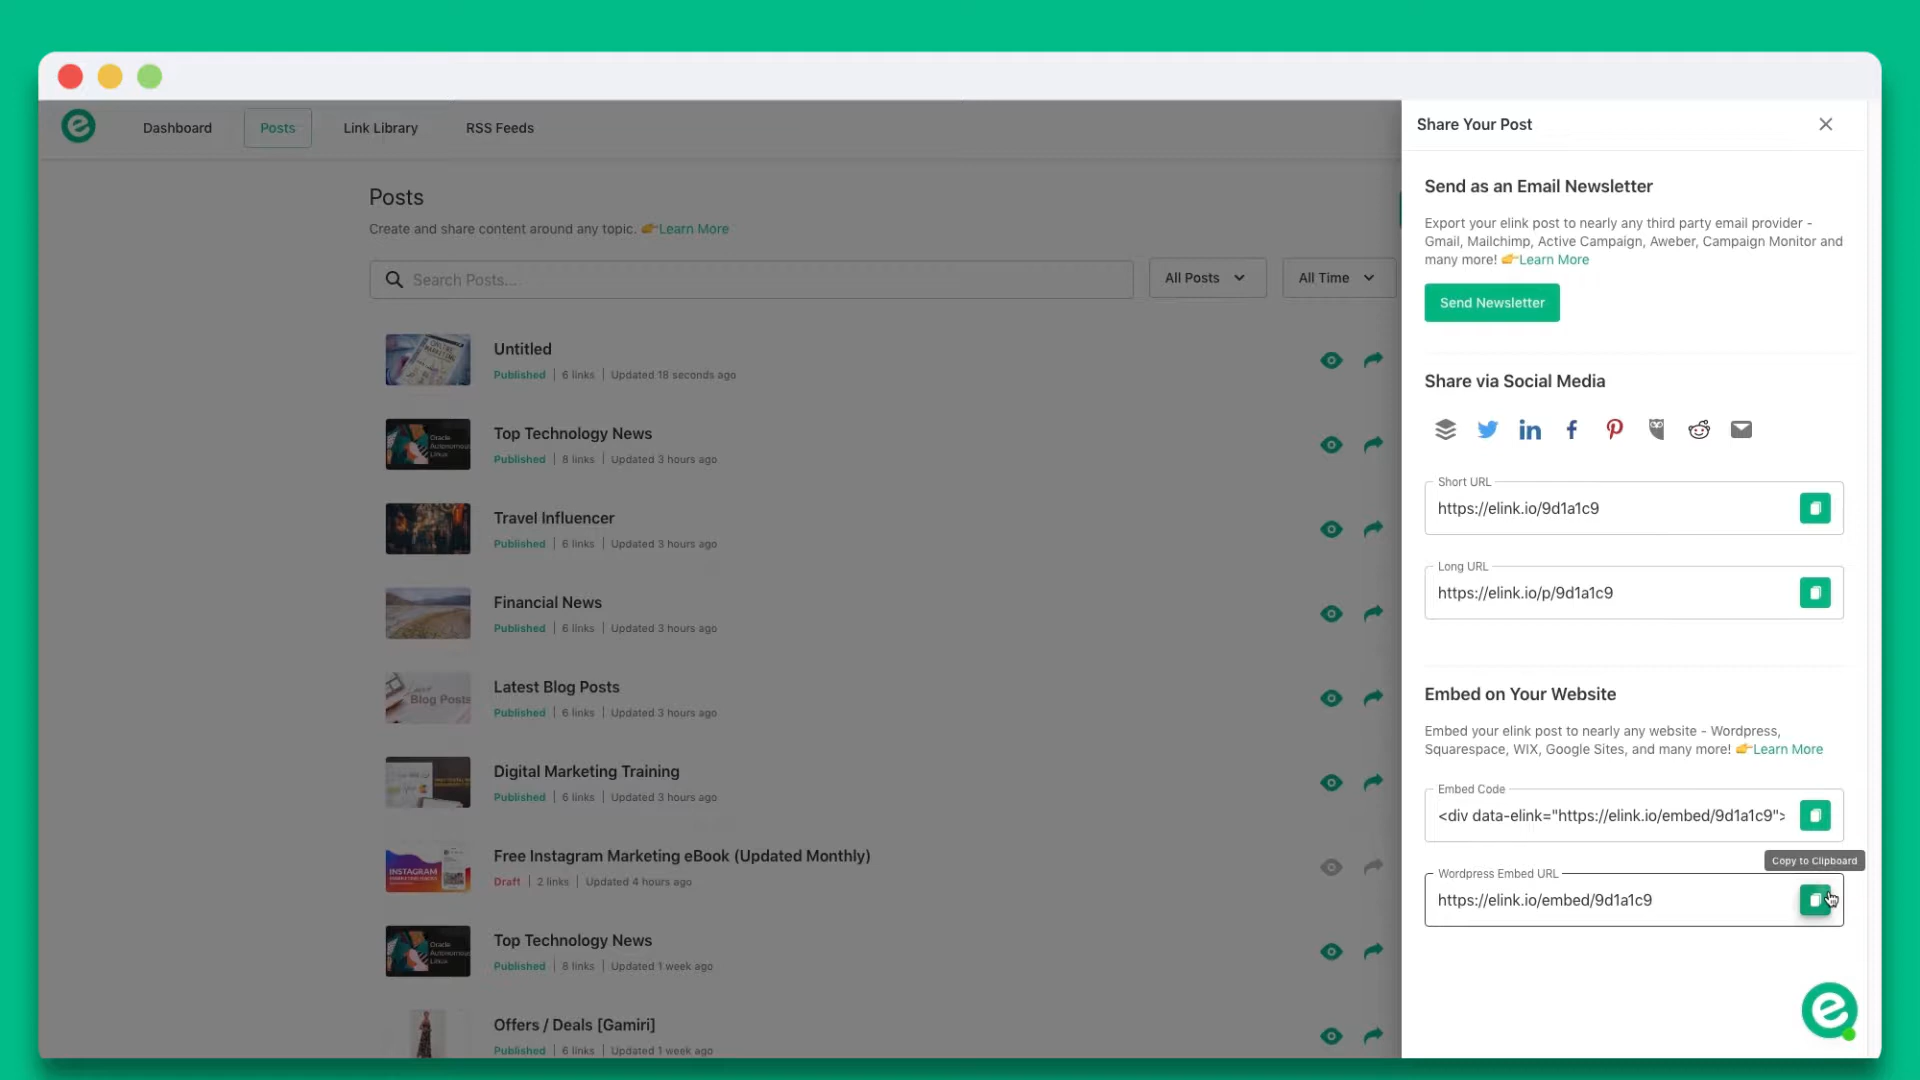 Dashboard
Posts
Link Library
RSS Feeds
Posts
Create and share content around any topic. 👉Learn More
Search Posts....
All Posts
All Time
Untitled
Published | 6 links | Updated 18 seconds ago
Top Technology News
Published | 8 links | Updated 3 hours ago
Travel Influencer
Published | 6 links | Updated 3 hours ago
Financial News
Published | 6 links | Updated 3 hours ago
Blog Posts
Latest Blog Posts
Published | 6 links | Updated 3 hours ago
Digital Marketing Training
Published | 6 links | Updated 3 hours ago
INSTAGRAM
Free Instagram Marketing eBook (Updated Monthly)
Draft | 2 links | Updated 4 hours ago
Top Technology News
Published | 8 links | Updated 1 week ago
Offers / Deals [Gamiri]
Published | 6 links | Updated 1 week ago
Share Your Post
Send as an Email Newsletter
Export your elink post to nearly any third party email provider -
Gmail, Mailchimp, Active Campaign, Aweber, Campaign Monitor and
many more! 👉Learn More
Send Newsletter
Share via Social Media
Short URL
https://elink.io/9d1a1c9
Long URL
https://elink.io/p/9d1a1c9
Embed on Your Website
Embed your elink post to nearly any website - Wordpress,
Squarespace, WIX, Google Sites, and many more! 👉Learn More
Embed Code
<div data-elink="https://elink.io/embed/9d1a1c9">
Copy to Clipboard
Wordpress Embed URL
https://elink.io/embed/9d1a1c9